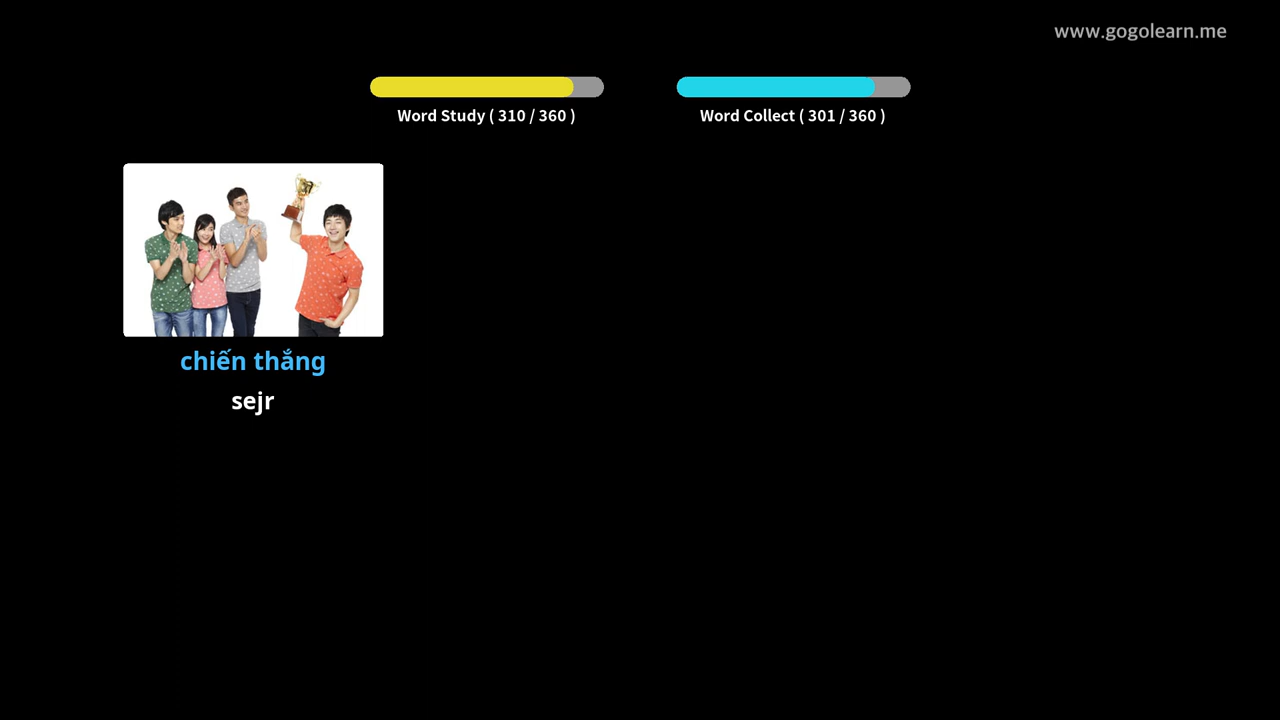 www.gogolearn.me
Word Study ( 310 / 360 )
Word Collect ( 301 / 360 )
chiến thắng
sejr